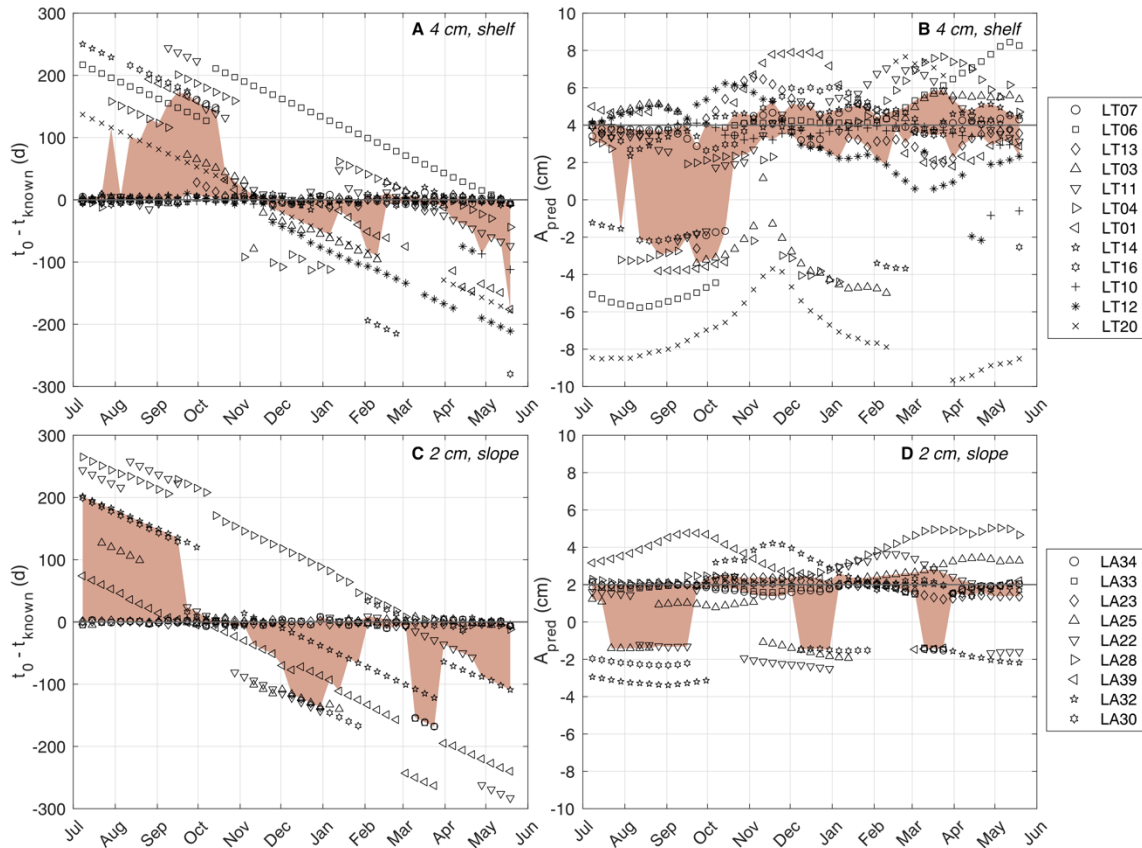 A 4 cm, shelf
300
200
100
0
-100
-200
-300
t0 - tknown (d)
Jul Aug Sep Oct Nov Dec Jan Feb Mar Apr May Jun
B 4 cm, shelf
10
8
6
4
2
0
-2
-4
-6
-8
-10
Apred (cm)
Jul Aug Sep Oct Nov Dec Jan Feb Mar Apr May Jun
LT07
LT06
LT13
LT03
LT11
LT04
LT01
LT14
LT16
LT10
LT12
LT20
C 2 cm, slope
300
200
100
0
-100
-200
-300
t0 - tknown (d)
Jul Aug Sep Oct Nov Dec Jan Feb Mar Apr May Jun
D 2 cm, slope
10
8
6
4
2
0
-2
-4
-6
-8
-10
Apred (cm)
Jul Aug Sep Oct Nov Dec Jan Feb Mar Apr May Jun
LA34
LA33
LA23
LA25
LA22
LA28
LA39
LA32
LA30